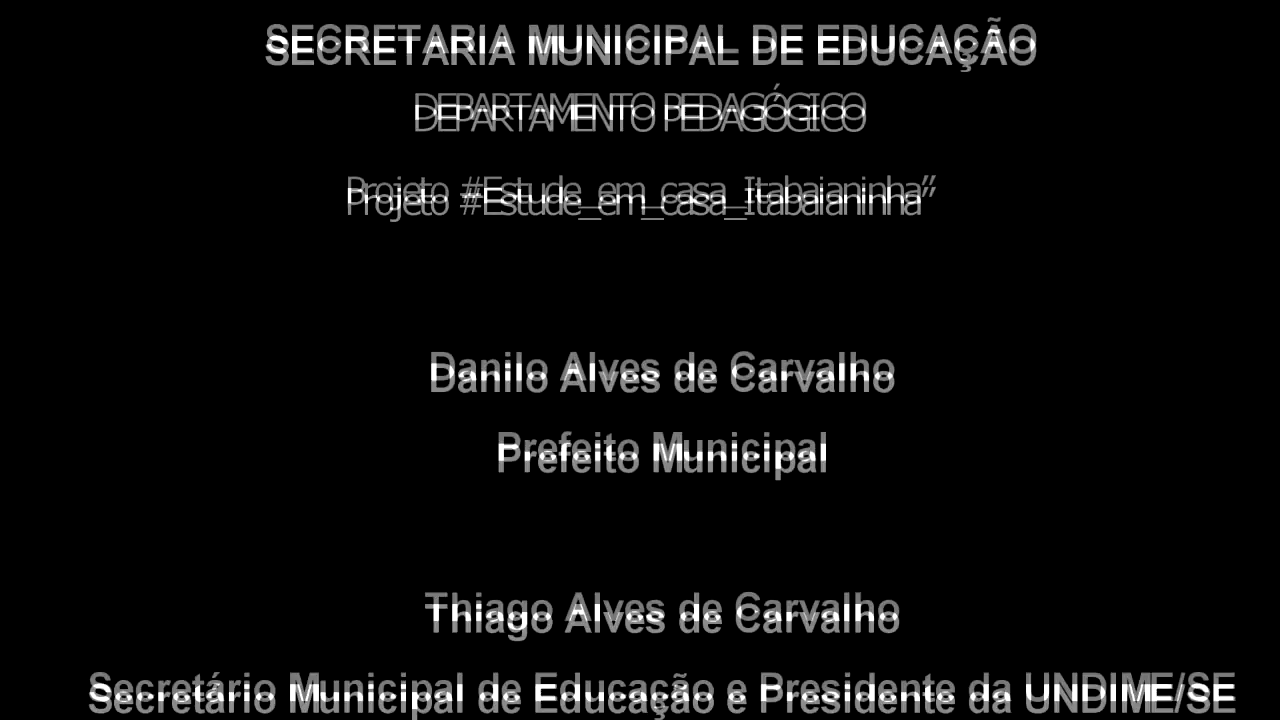 SECRETARIA MUNICIPAL DE EDUCAÇÃO
DEPARTAMENTO PEDAGÓGICO
Projeto #Estude_em_casa_Itabaianinha”
Danilo Alves de Carvalho
Prefeito Municipal
Thiago Alves de Carvalho
Secretário Municipal de Educação e Presidente da UNDIME/SE